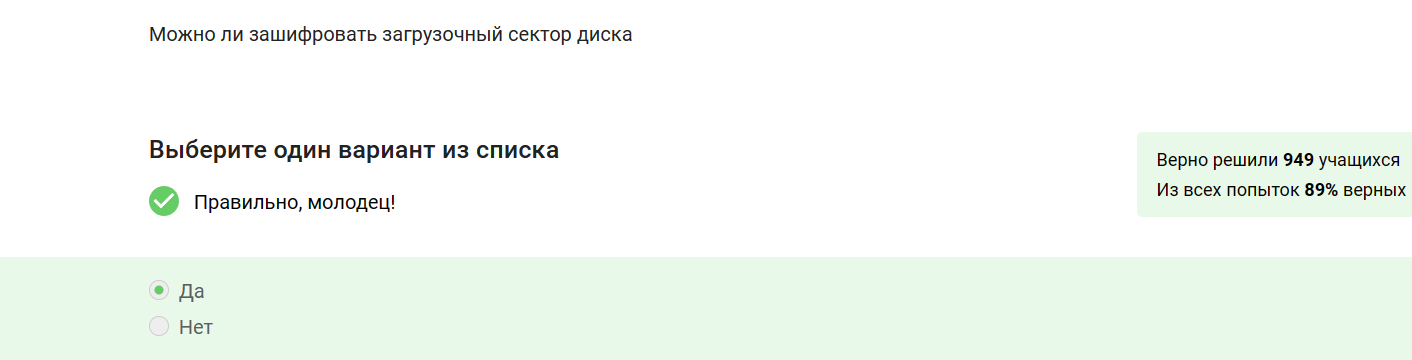 Можно ли зашифровать загрузочный сектор диска
Выберите один вариант из списка
Правильно, молодец!
Верно решили 949 учащихся
Из всех попыток 89% верных
Да
Нет